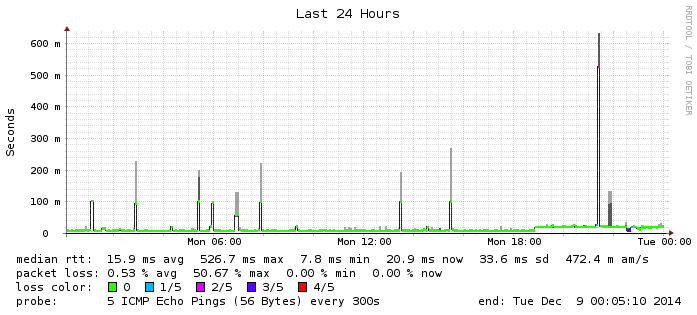 Last 24 Hours
RRDTOOL / TOBI OETIKER
Seconds
600 m
500 m
400 m
300 m
200 m
100 m
0
Mon 06:00 Mon 12:00 Mon 18:00 Tue 00:00
median rtt: 15.9 ms avg 526.7 ms max 7.8 ms min 20.9 ms now 33.6 ms sd 472.4 m am/s
packet loss: 0.53 % avg 50.67 % max 0.00 % min 0.00 % now
loss color: 0 1/5 2/5 3/5 4/5
probe: 5 ICMP Echo Pings (56 Bytes) every 300s end: Tue Dec 9 00:05:10 2014